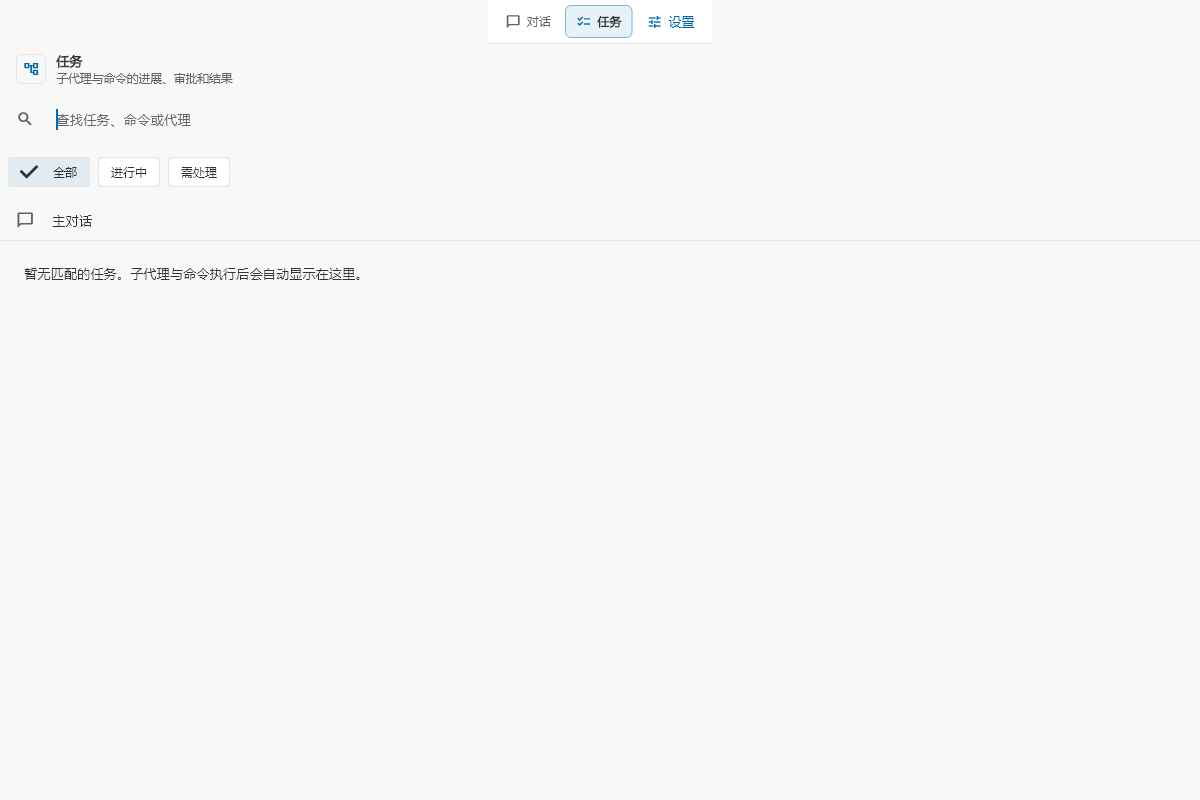 对话 任务 设置
任务
子代理与命令的进展、审批和结果
查找任务、命令或代理
全部 进行中 需处理
主对话
暂无匹配的任务。子代理与命令执行后会自动显示在这里。